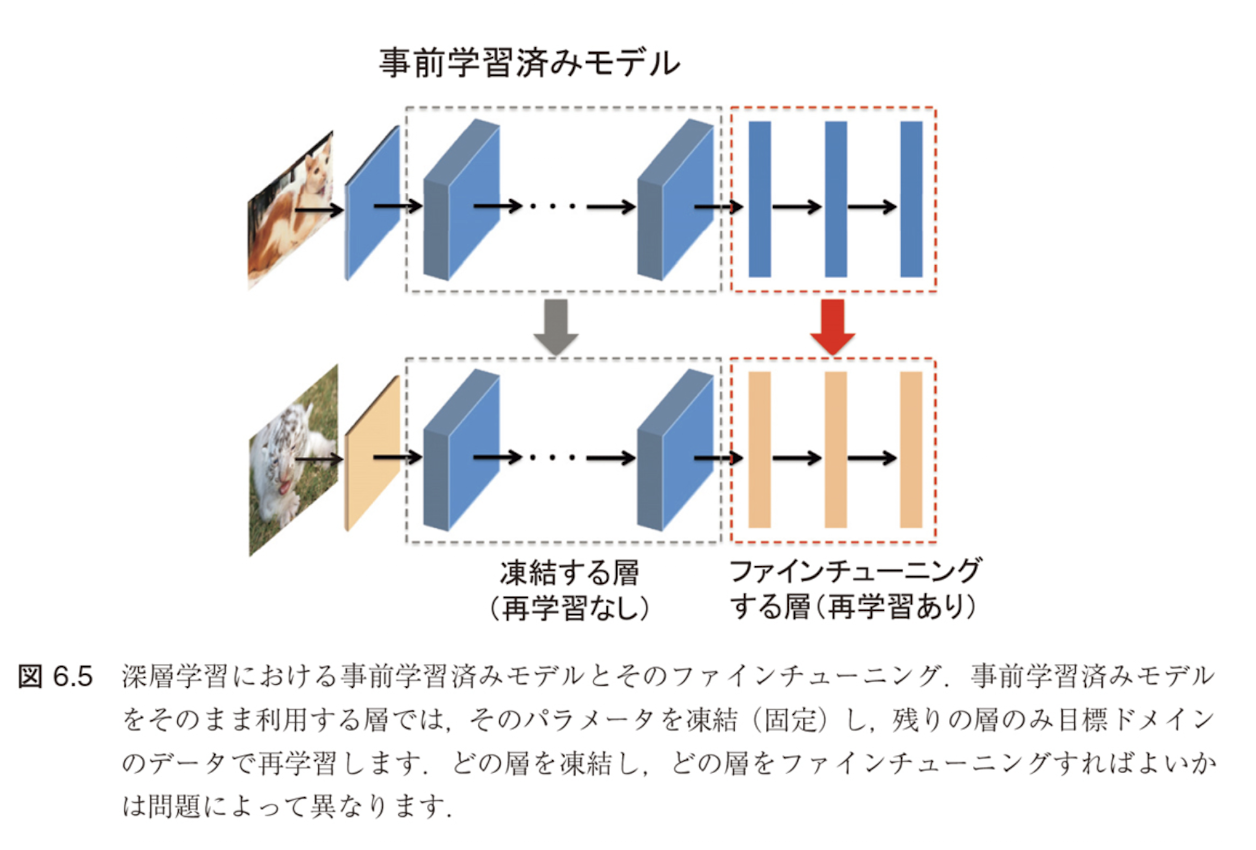 事前学習済みモデル
凍結する層
(再学習なし)
ファインチューニング
する層(再学習あり)
図 6.5 深層学習における事前学習済みモデルとそのファインチューニング．事前学習済みモデル
をそのまま利用する層では，そのパラメータを凍結（固定）し，残りの層のみ目標ドメイン
のデータで再学習します．どの層を凍結し，どの層をファインチューニングすればよいか
は問題によって異なります．